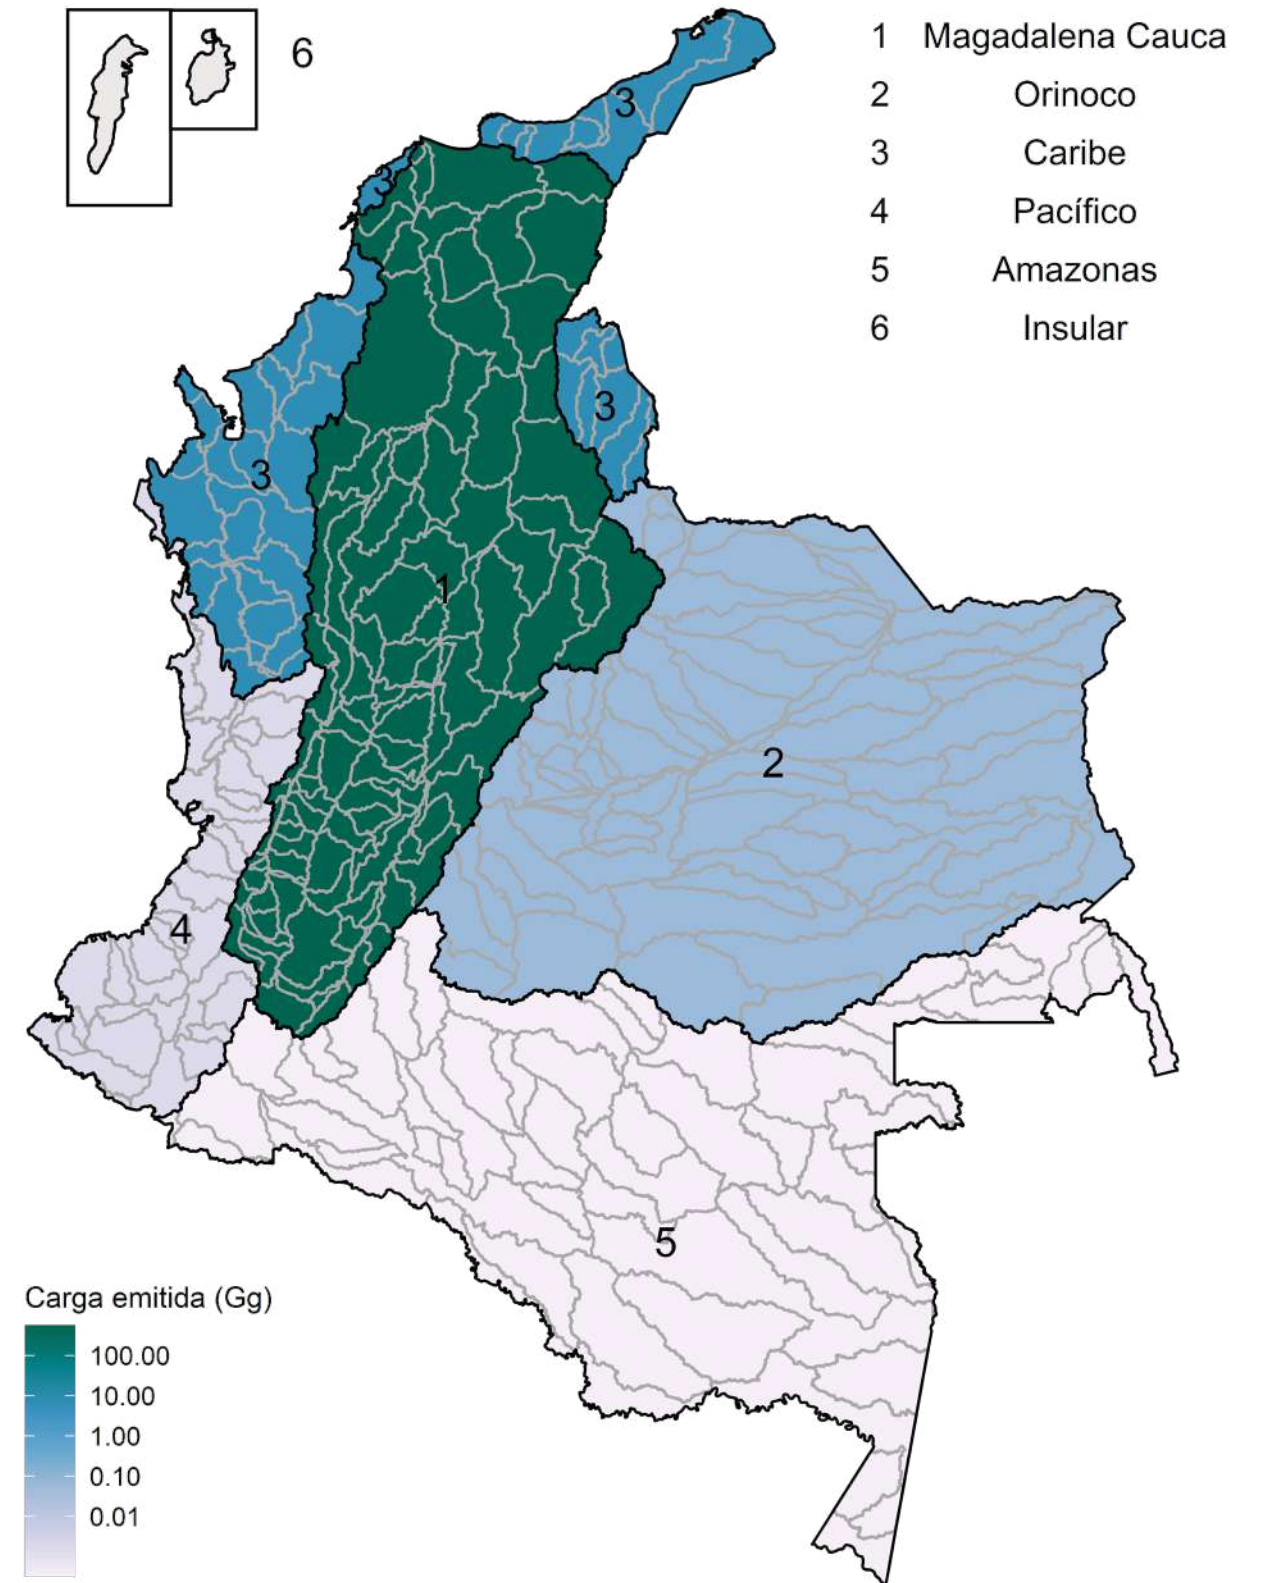 6
1 Magadalena Cauca
2 Orinoco
3 Caribe
4 Pacífico
5 Amazonas
6 Insular
3
3
3
3
1
2
4
5
Carga emitida (Gg)
100.00
10.00
1.00
0.10
0.01